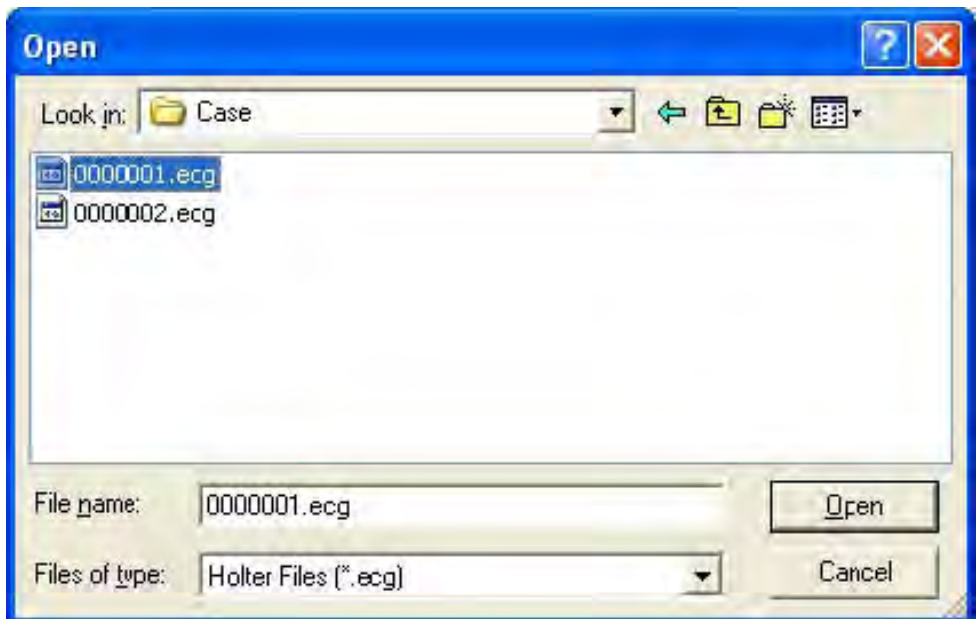 Open
Look in: Case
0000001.ecg
0000002.ecg
File name: 0000001.ecg Open
Files of type: Holter Files (*.ecg) Cancel